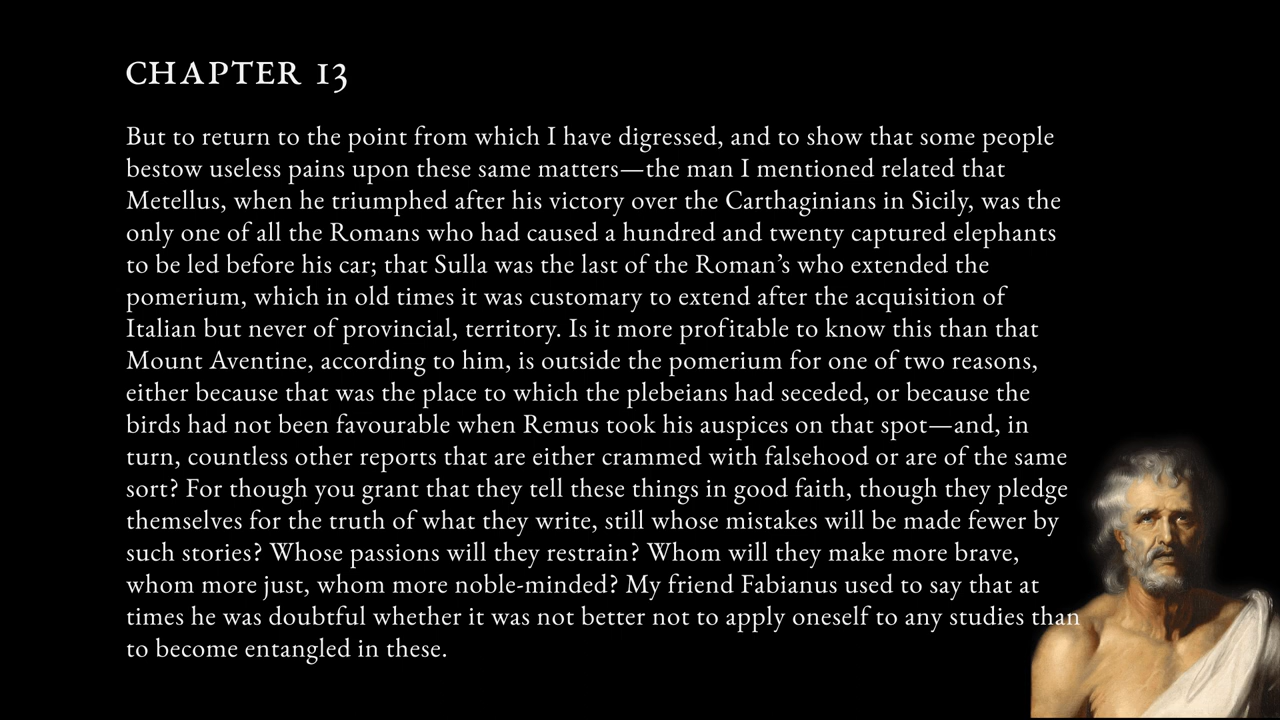 CHAPTER 13
But to return to the point from which I have digressed, and to show that some people
bestow useless pains upon these same matters—the man I mentioned related that
Metellus, when he triumphed after his victory over the Carthaginians in Sicily, was the
only one of all the Romans who had caused a hundred and twenty captured elephants
to be led before his car; that Sulla was the last of the Roman’s who extended the
pomerium, which in old times it was customary to extend after the acquisition of
Italian but never of provincial, territory. Is it more profitable to know this than that
Mount Aventine, according to him, is outside the pomerium for one of two reasons,
either because that was the place to which the plebeians had seceded, or because the
birds had not been favourable when Remus took his auspices on that spot—and, in
turn, countless other reports that are either crammed with falsehood or are of the same
sort? For though you grant that they tell these things in good faith, though they pledge
themselves for the truth of what they write, still whose mistakes will be made fewer by
such stories? Whose passions will they restrain? Whom will they make more brave,
whom more just, whom more noble-minded? My friend Fabianus used to say that at
times he was doubtful whether it was not better not to apply oneself to any studies than
to become entangled in these.